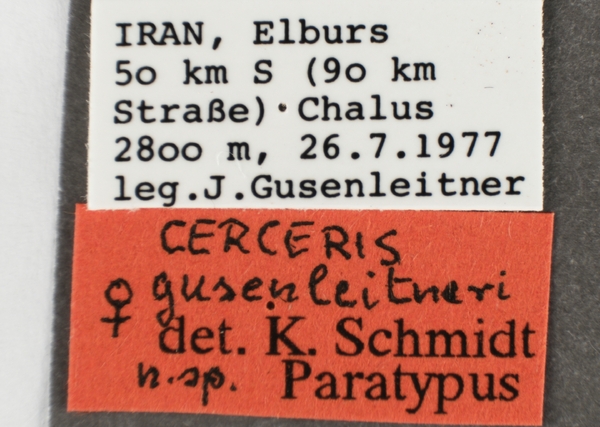 IRAN, Elburs
5o km S (9o km
Straße)·Chalus
28oo m, 26.7.1977
leg.J.Gusenleitner
CERCERIS
♀ gusenleitneri
det. K. Schmidt
n.sp. Paratypus